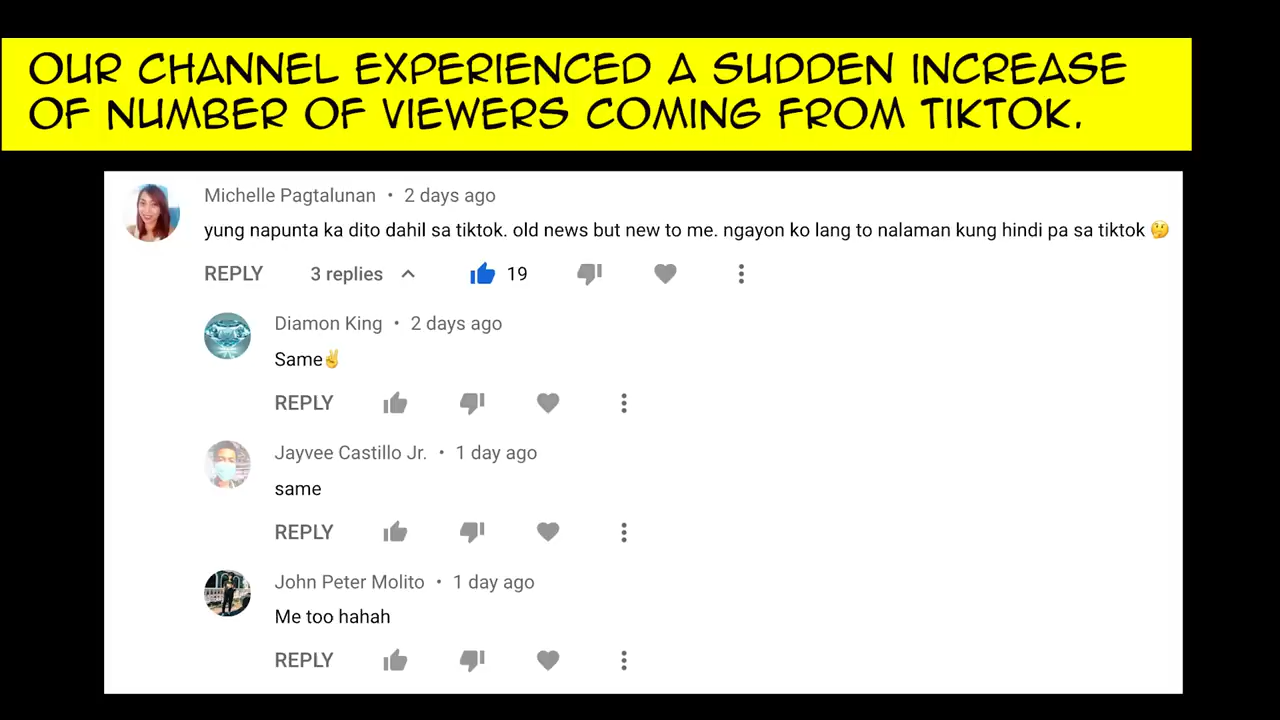 OUR CHANNEL EXPERIENCED A SUDDEN INCREASE
OF NUMBER OF VIEWERS COMING FROM TIKTOK.
Michelle Pagtalunan • 2 days ago
yung napunta ka dito dahil sa tiktok. old news but new to me. ngayon ko lang to nalaman kung hindi pa sa tiktok 🤔
REPLY 3 replies 19
Diamon King • 2 days ago
Same✌
REPLY
Jayvee Castillo Jr. • 1 day ago
same
REPLY
John Peter Molito • 1 day ago
Me too hahah
REPLY